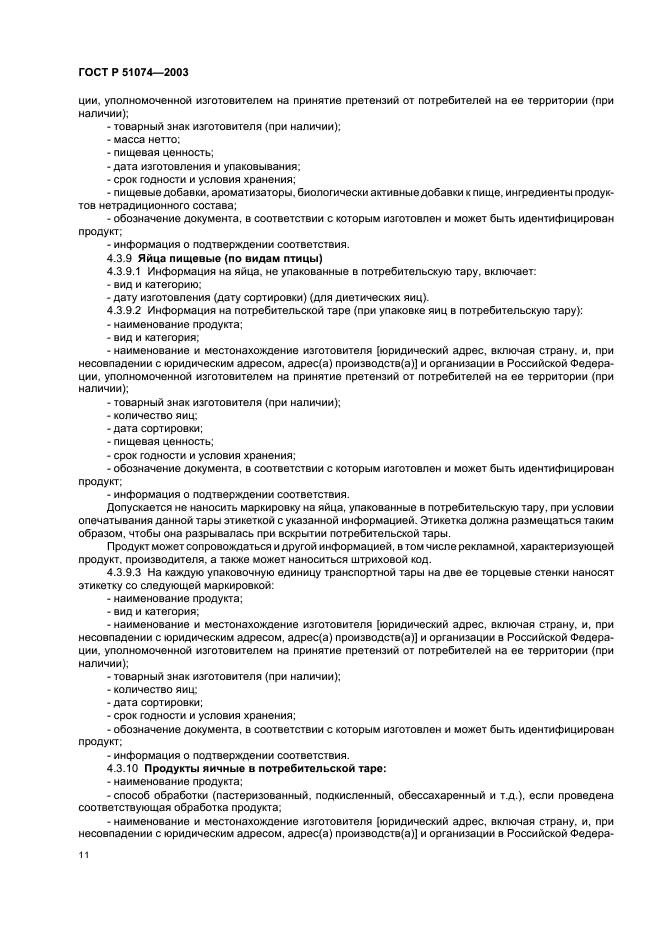 ГОСТ Р 51074—2003
ции, уполномоченной изготовителем на принятие претензий от потребителей на ее территории (при
наличии);
- товарный знак изготовителя (при наличии);
- масса нетто;
- пищевая ценность;
- дата изготовления и упаковывания;
- срок годности и условия хранения;
- пищевые добавки, ароматизаторы, биологически активные добавки к пище, ингредиенты продук-
тов нетрадиционного состава;
- обозначение документа, в соответствии с которым изготовлен и может быть идентифицирован
продукт;
- информация о подтверждении соответствия.
4.3.9 Яйца пищевые (по видам птицы)
4.3.9.1 Информация на яйца, не упакованные в потребительскую тару, включает:
- вид и категорию;
- дату изготовления (дату сортировки) (для диетических яиц).
4.3.9.2 Информация на потребительской таре (при упаковке яиц в потребительскую тару):
- наименование продукта;
- вид и категория;
- наименование и местонахождение изготовителя [юридический адрес, включая страну, и, при
несовпадении с юридическим адресом, адрес(а) производств(а)] и организации в Российской Федера-
ции, уполномоченной изготовителем на принятие претензий от потребителей на ее территории (при
наличии);
- товарный знак изготовителя (при наличии);
- количество яиц;
- дата сортировки;
- пищевая ценность;
- срок годности и условия хранения;
- обозначение документа, в соответствии с которым изготовлен и может быть идентифицирован
продукт;
- информация о подтверждении соответствия.
Допускается не наносить маркировку на яйца, упакованные в потребительскую тару, при условии
опечатывания данной тары этикеткой с указанной информацией. Этикетка должна размещаться таким
образом, чтобы она разрывалась при вскрытии потребительской тары.
Продукт может сопровождаться и другой информацией, в том числе рекламной, характеризующей
продукт, производителя, а также может наноситься штриховой код.
4.3.9.3 На каждую упаковочную единицу транспортной тары на две ее торцевые стенки наносят
этикетку со следующей маркировкой:
- наименование продукта;
- вид и категория;
- наименование и местонахождение изготовителя [юридический адрес, включая страну, и, при
несовпадении с юридическим адресом, адрес(а) производств(а)] и организации в Российской Федера-
ции, уполномоченной изготовителем на принятие претензий от потребителей на ее территории (при
наличии);
- товарный знак изготовителя (при наличии);
- количество яиц;
- дата сортировки;
- срок годности и условия хранения;
- обозначение документа, в соответствии с которым изготовлен и может быть идентифицирован
продукт;
- информация о подтверждении соответствия.
4.3.10 Продукты яичные в потребительской таре:
- наименование продукта;
- способ обработки (пастеризованный, подкисленный, обессахаренный и т.д.), если проведена
соответствующая обработка продукта;
- наименование и местонахождение изготовителя [юридический адрес, включая страну, и, при
несовпадении с юридическим адресом, адрес(а) производств(а)] и организации в Российской Федера-
11